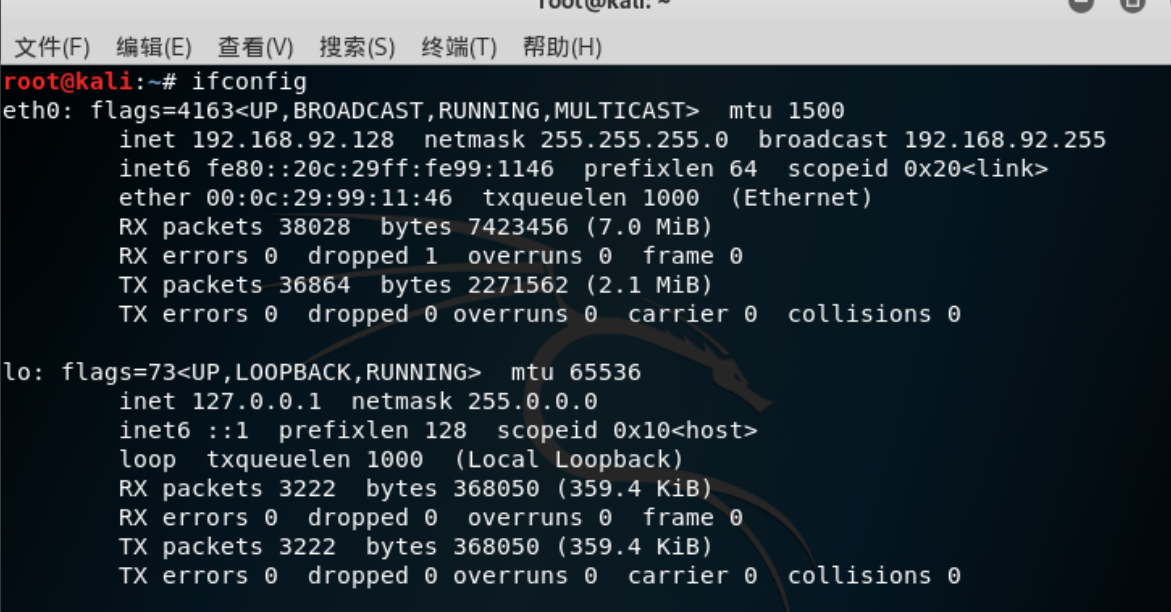 root@kali: ~
文件(F) 编辑(E) 查看(V) 搜索(S) 终端(T) 帮助(H)
root@kali:~# ifconfig
eth0: flags=4163<UP,BROADCAST,RUNNING,MULTICAST>  mtu 1500
        inet 192.168.92.128  netmask 255.255.255.0  broadcast 192.168.92.255
        inet6 fe80::20c:29ff:fe99:1146  prefixlen 64  scopeid 0x20<link>
        ether 00:0c:29:99:11:46  txqueuelen 1000  (Ethernet)
        RX packets 38028  bytes 7423456 (7.0 MiB)
        RX errors 0  dropped 1  overruns 0  frame 0
        TX packets 36864  bytes 2271562 (2.1 MiB)
        TX errors 0  dropped 0 overruns 0  carrier 0  collisions 0

lo: flags=73<UP,LOOPBACK,RUNNING>  mtu 65536
        inet 127.0.0.1  netmask 255.0.0.0
        inet6 ::1  prefixlen 128  scopeid 0x10<host>
        loop  txqueuelen 1000  (Local Loopback)
        RX packets 3222  bytes 368050 (359.4 KiB)
        RX errors 0  dropped 0  overruns 0  frame 0
        TX packets 3222  bytes 368050 (359.4 KiB)
        TX errors 0  dropped 0 overruns 0  carrier 0  collisions 0